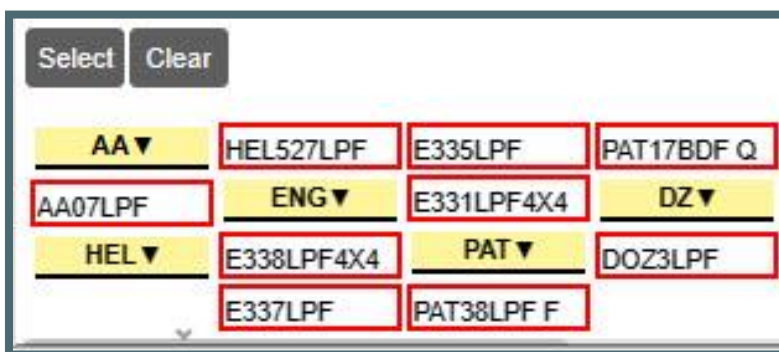 Select Clear
AA▼ HEL527LPF E335LPF PAT17BDF Q
AA07LPF ENG▼ E331LPF4X4 DZ▼
HEL▼ E338LPF4X4 PAT▼ DOZ3LPF
E337LPF PAT38LPF F